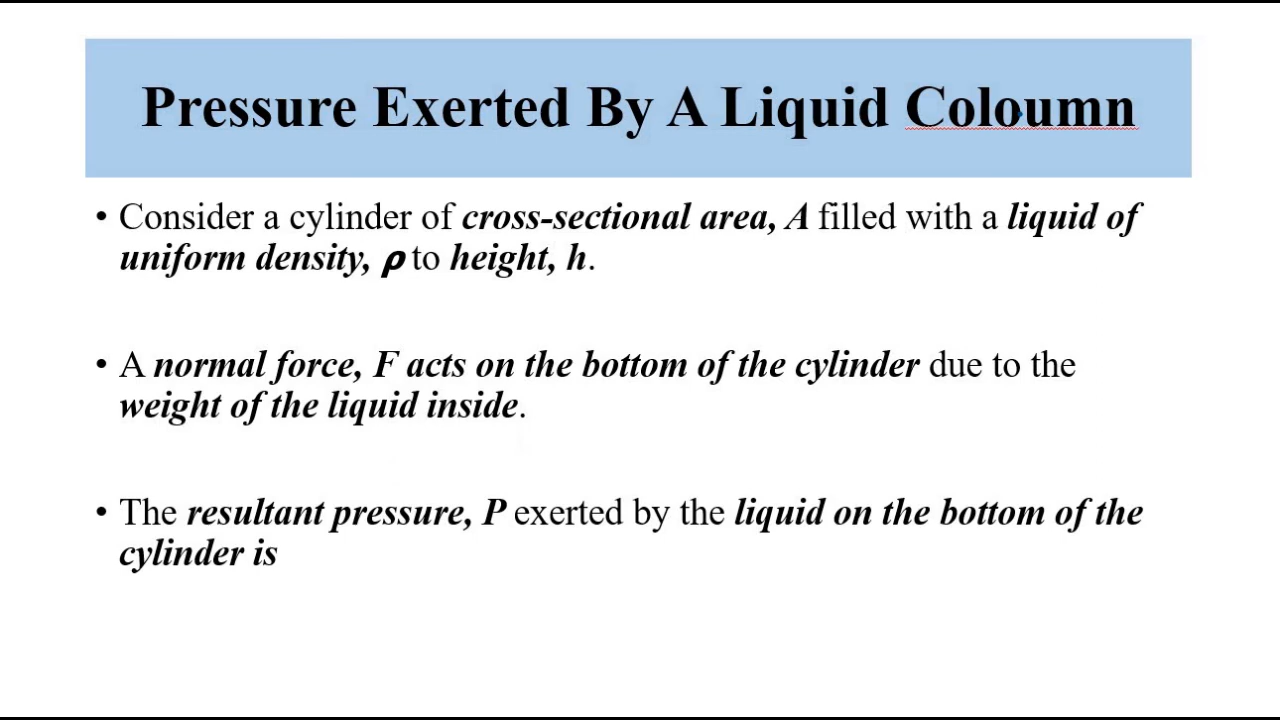 Pressure Exerted By A Liquid Coloumn
• Consider a cylinder of cross-sectional area, A filled with a liquid of
uniform density, ρ to height, h.
• A normal force, F acts on the bottom of the cylinder due to the
weight of the liquid inside.
• The resultant pressure, P exerted by the liquid on the bottom of the
cylinder is